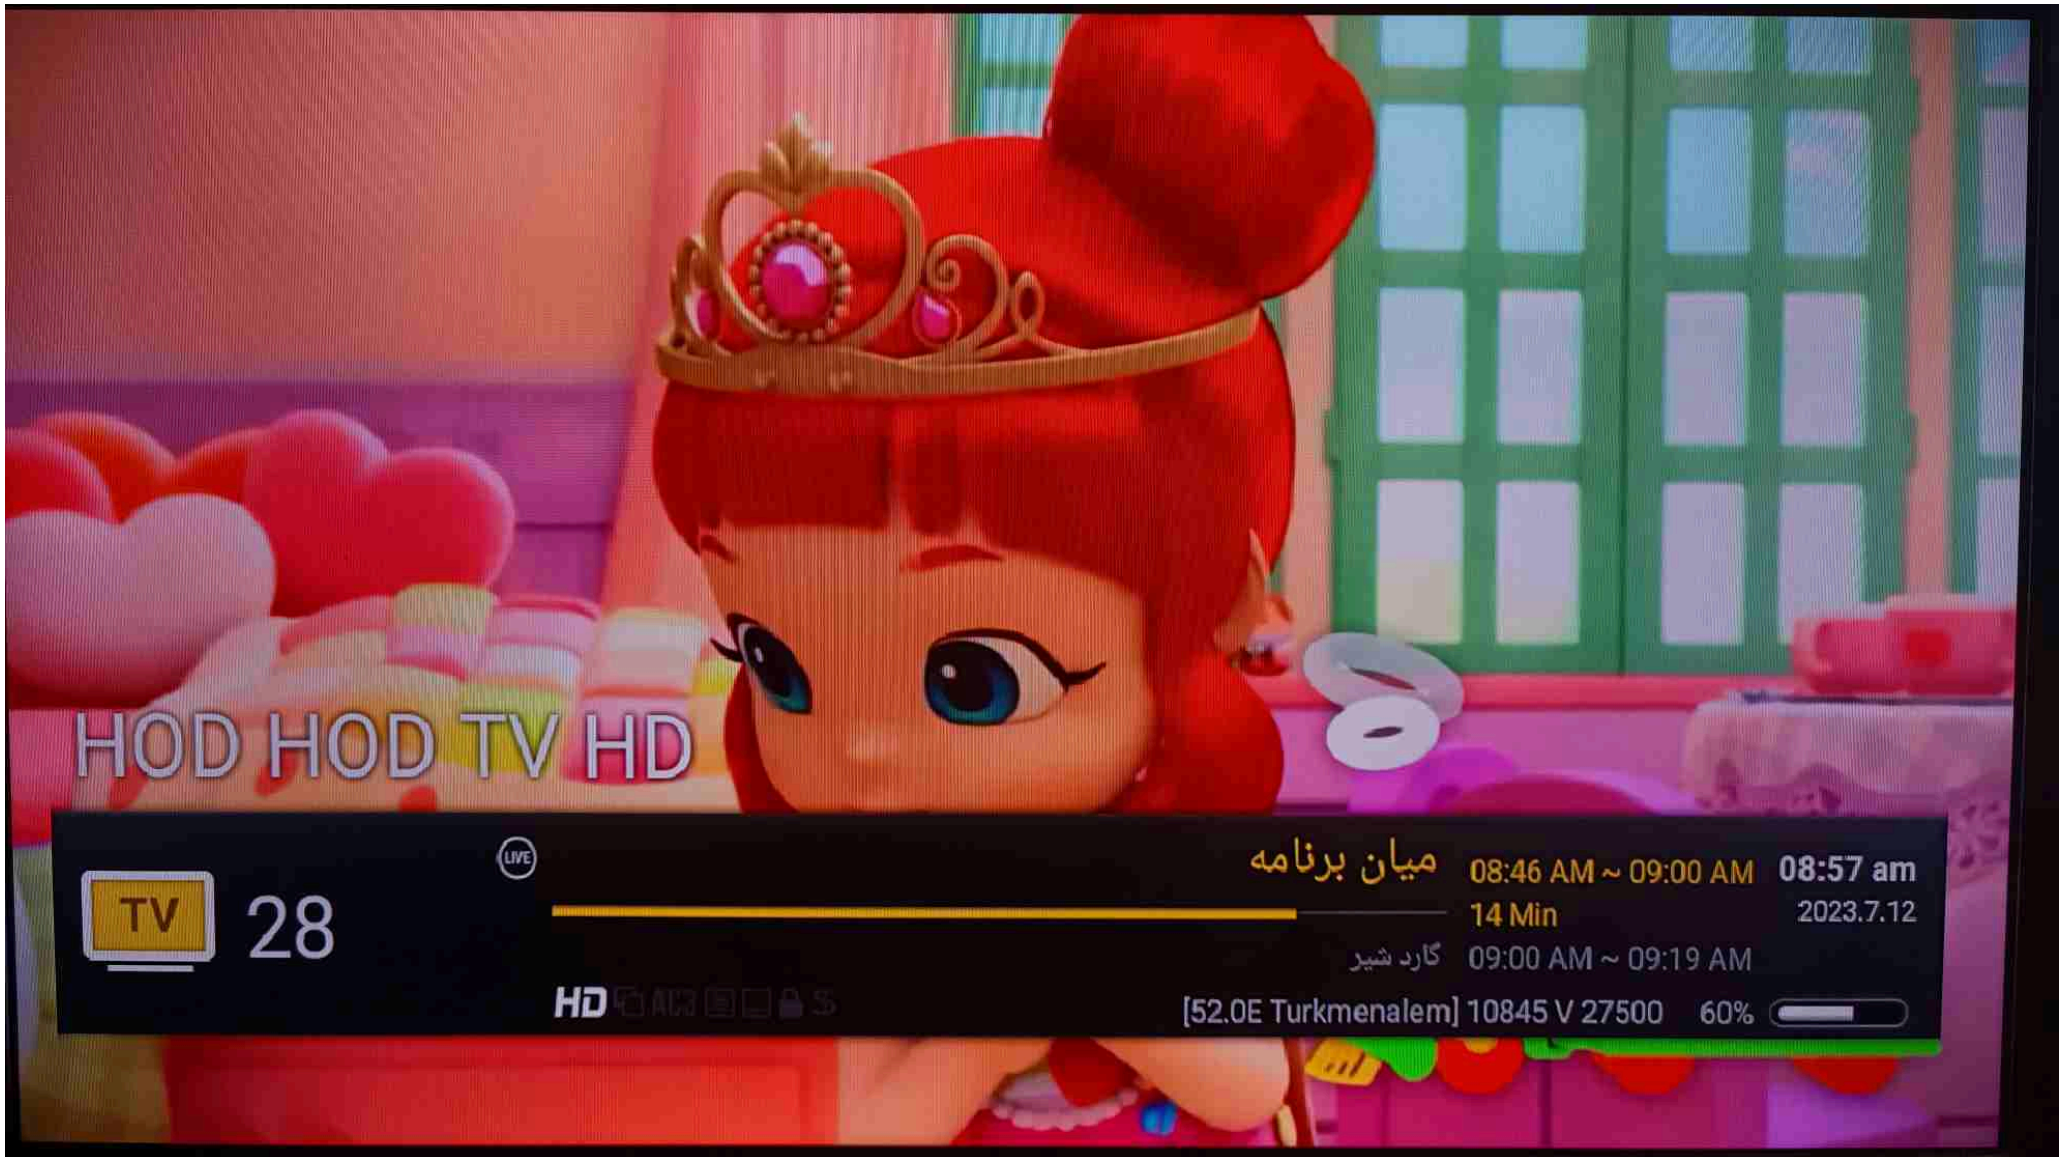 HOD HOD TV HD
TV
28
LIVE
میان برنامه
08:46 AM ~ 09:00 AM
08:57 am
14 Min
2023.7.12
گارد شیر
09:00 AM ~ 09:19 AM
HD AC3 $
[52.0E Turkmenalem] 10845 V 27500 60%